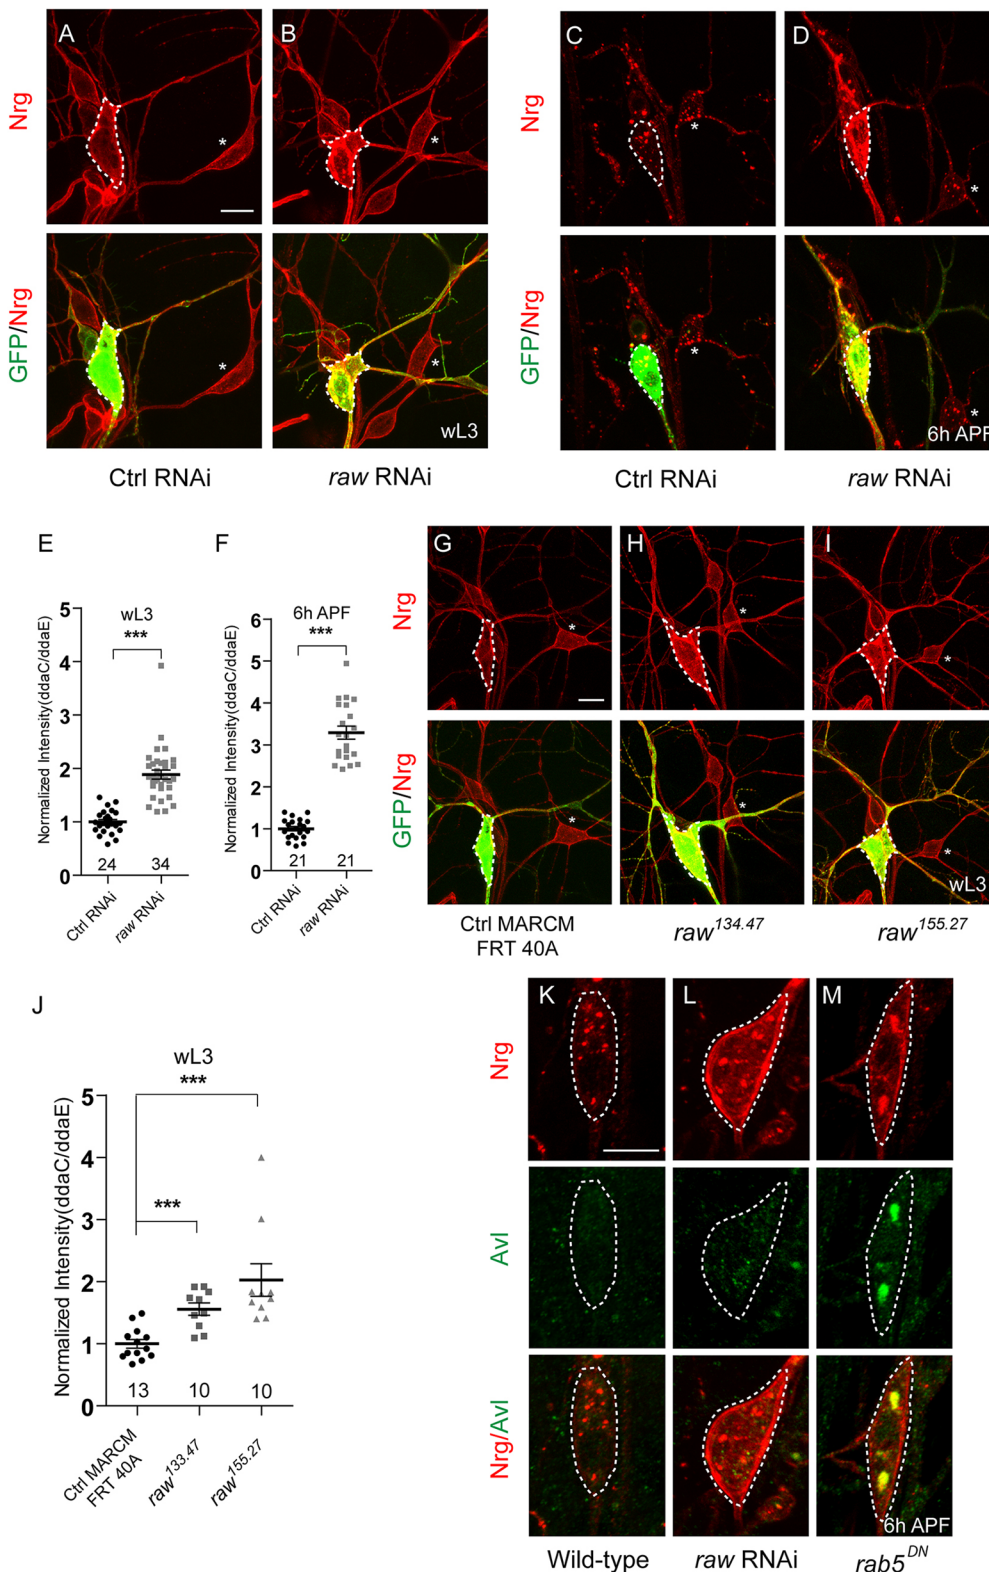 A
B
C
D
Nrg
*
*
Nrg
*
*
GFP/Nrg
*
*
wL3
GFP/Nrg
*
*
6h APF
Ctrl RNAi
raw RNAi
Ctrl RNAi
raw RNAi
E
wL3
***
Normalized Intensity(ddaC/ddaE)
5
4
3
2
1
0
24
34
Ctrl RNAi
raw RNAi
F
6h APF
***
Normalized Intensity(ddaC/ddaE)
6
5
4
3
2
1
0
21
21
Ctrl RNAi
raw RNAi
G
H
I
Nrg
*
*
*
GFP/Nrg
*
*
*
wL3
Ctrl MARCM
FRT 40A
raw134.47
raw155.27
J
wL3
***
***
Normalized Intensity(ddaC/ddaE)
5
4
3
2
1
0
13
10
10
Ctrl MARCM
FRT 40A
raw133.47
raw155.27
K
L
M
Nrg
Avl
Nrg/Avl
6h APF
Wild-type
raw RNAi
rab5DN